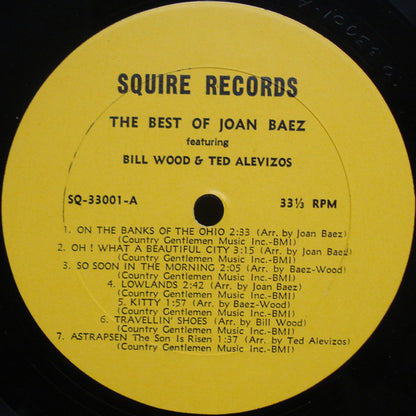 SQUIRE RECORDS
THE BEST OF JOAN BAEZ
featuring
BILL WOOD & TED ALEVIZOS
SQ-33001-A 33⅓ RPM
1. ON THE BANKS OF THE OHIO 2:33 (Arr. by Joan Baez)
(Country Gentlemen Music Inc.-BMI)
2. OH! WHAT A BEAUTIFUL CITY 3:15 (Arr. by Joan Baez)
(Country Gentlemen Music Inc.-BMI)
3. SO SOON IN THE MORNING 2:05 (Arr. by Baez-Wood)
(Country Gentlemen Music Inc.-BMI)
4. LOWLANDS 2:42 (Arr. by Joan Baez)
(Country Gentlemen Music Inc.-BMI)
5. KITTY 1:57 (Arr. by Baez-Wood)
(Country Gentlemen Music Inc.-BMI)
6. TRAVELLIN' SHOES (Arr. by Bill Wood)
(Country Gentlemen Music Inc.-BMI)
7. ASTRAPSEN The Son Is Risen 1:37 (Arr. by Ted Alevizos)
(Country Gentlemen Music Inc.-BMI)